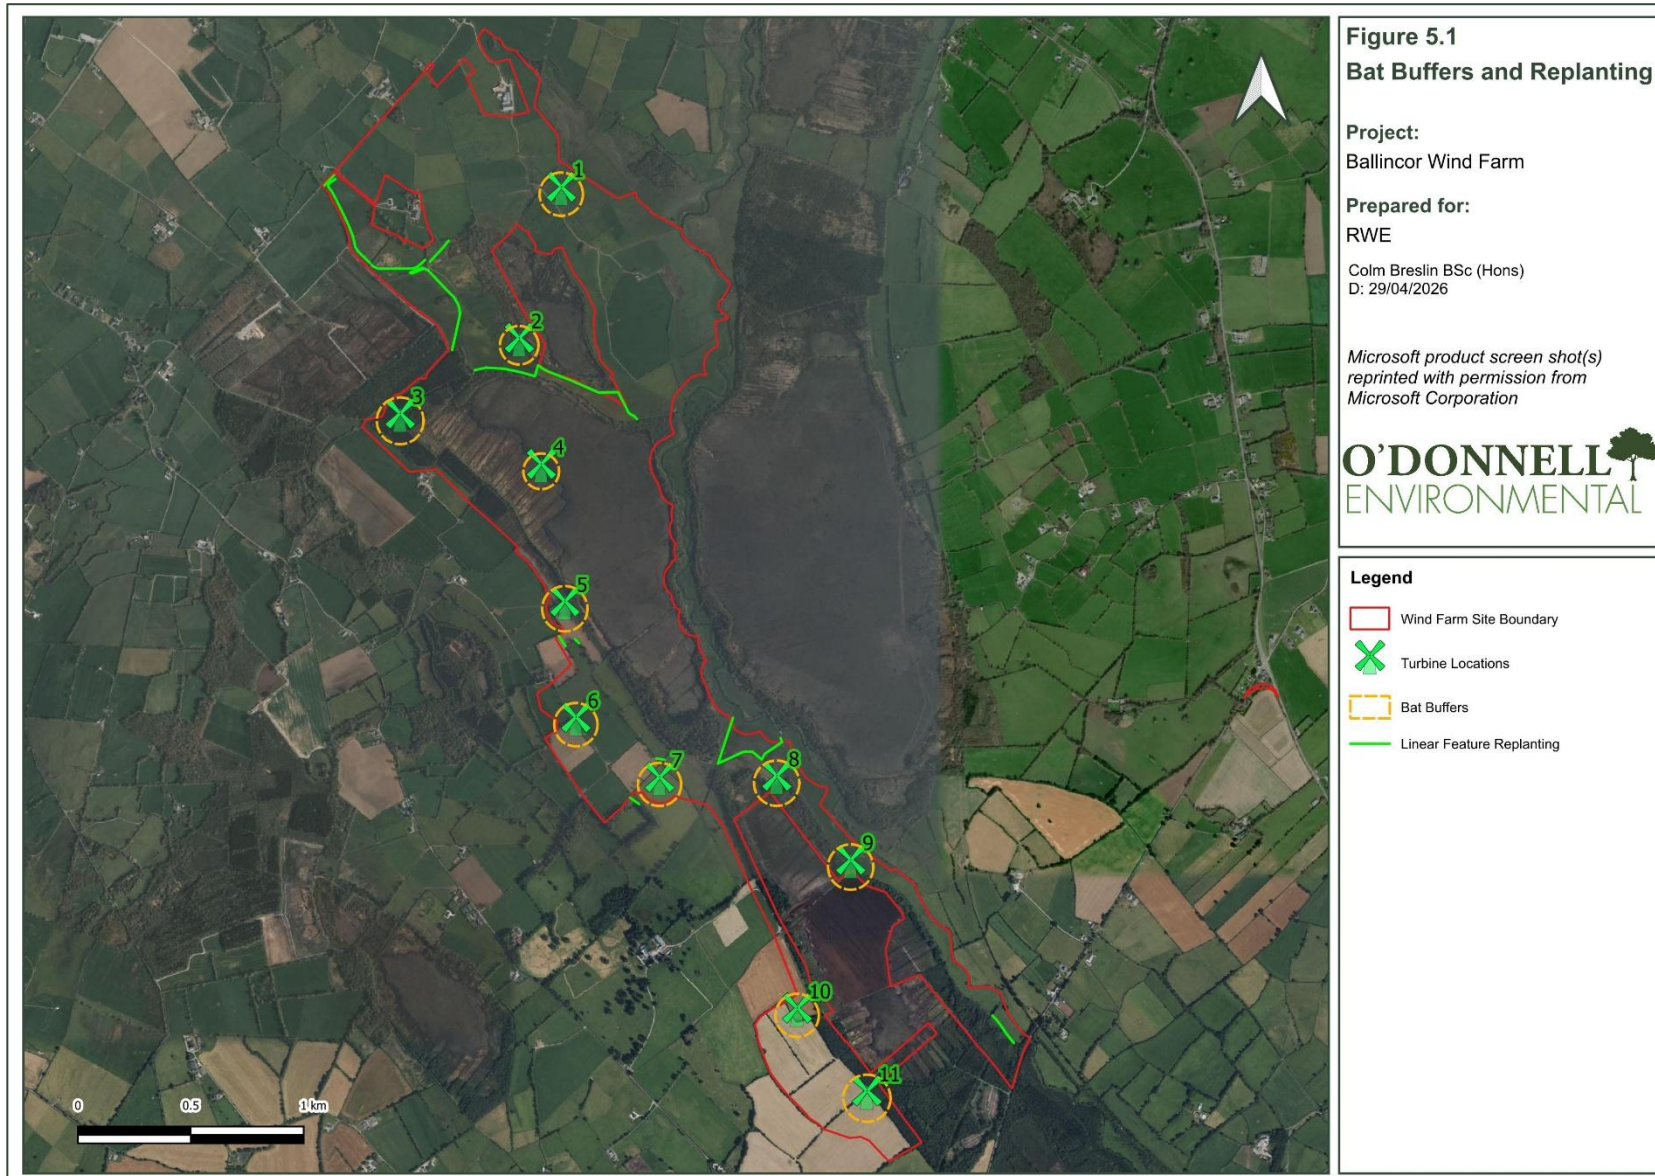 Figure 5.1
Bat Buffers and Replanting
Project:
Ballincor Wind Farm
Prepared for:
RWE
Colm Breslin BSc (Hons)
D: 29/04/2026
Microsoft product screen shot(s)
reprinted with permission from
Microsoft Corporation
O'DONNELL
ENVIRONMENTAL
Legend
Wind Farm Site Boundary
Turbine Locations
Bat Buffers
Linear Feature Replanting
1
2
3
4
5
6
7
8
9
10
11
0 0.5 1 km